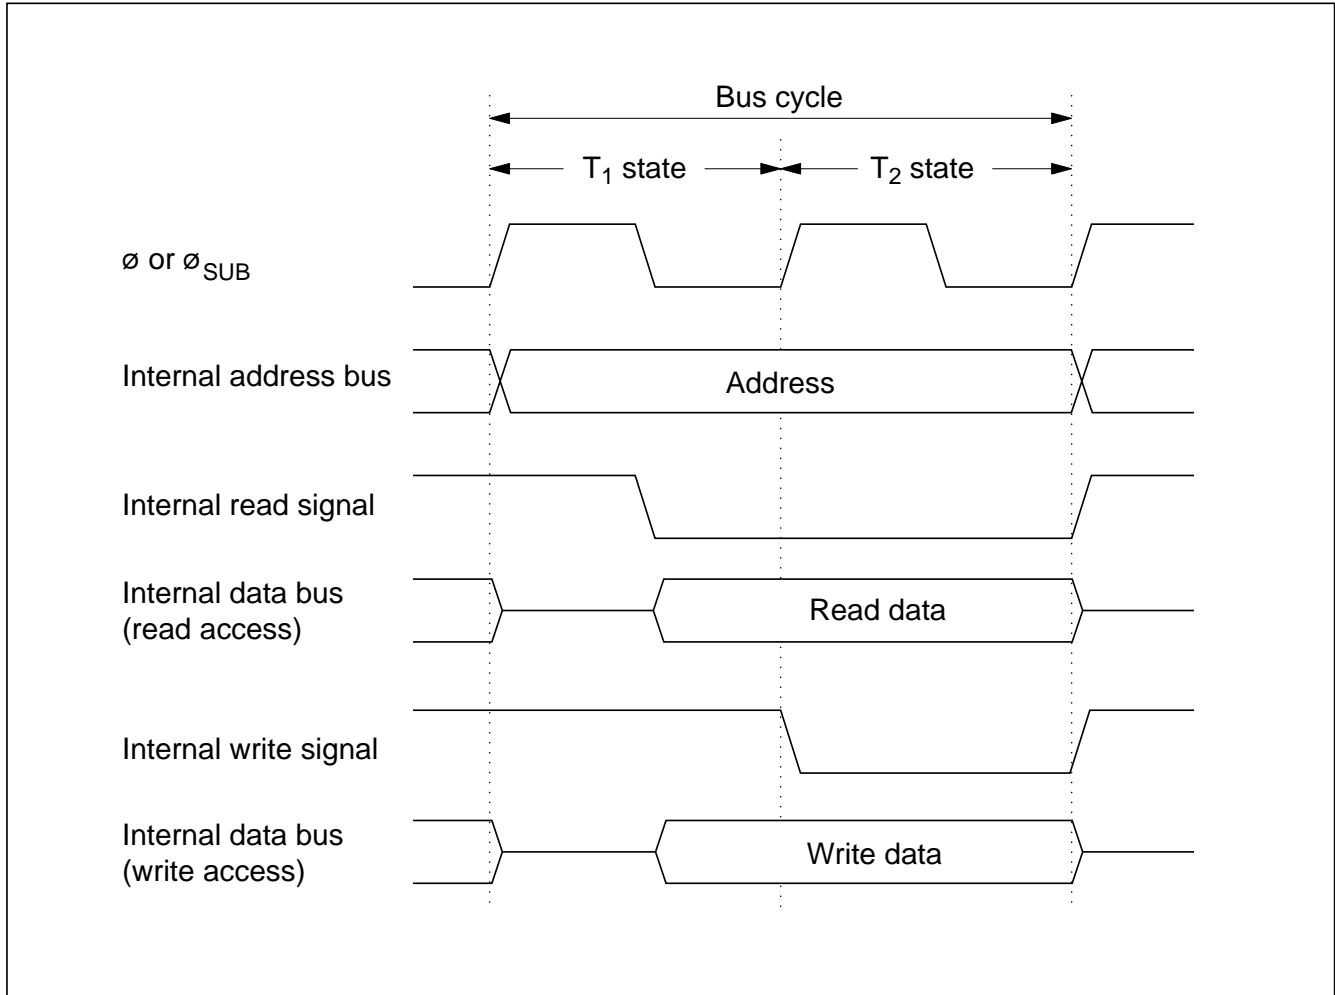 Bus cycle
T₁ state
T₂ state
ø or ø_SUB
Internal address bus
Address
Internal read signal
Internal data bus
(read access)
Read data
Internal write signal
Internal data bus
(write access)
Write data